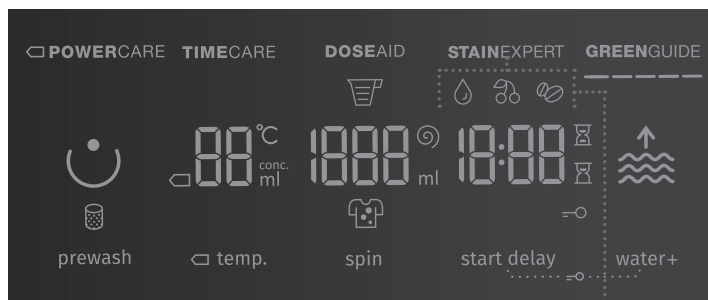 POWERCARE TIMECARE DOSEAID STAINEXPERT GREENGUIDE
88 °C conc. ml 1888 ml 18:88
prewash temp. spin start delay water+